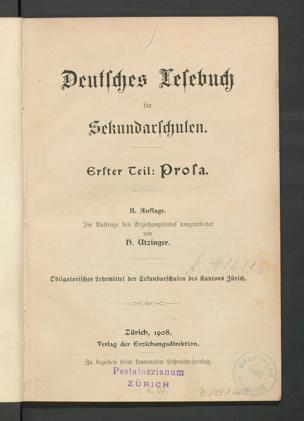 Deutsches Lesebuch
für
Sekundarschulen.
Erster Teil: Prosa.
II. Auflage.
Im Auftrage des Erziehungsrates umgearbeitet
von
H. Utzinger.
Obligatorisches Lehrmittel der Sekundarschulen des Kantons Zürich.
Zürich, 1908.
Verlag der Erziehungsdirektion.
Zu beziehen beim kantonalen Lehrmittelverlag.
Pestalozzianum
ZÜRICH